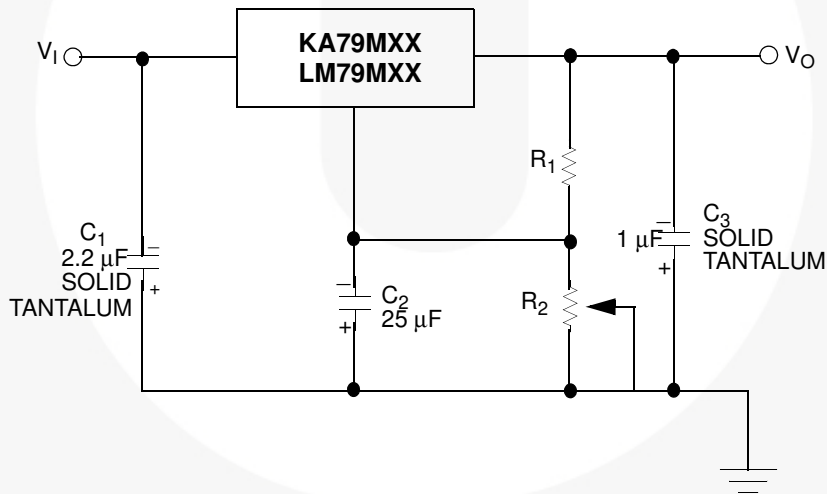 KA79MXX
LM79MXX
V_I
V_O
R_1
C_1
2.2 μF
SOLID
TANTALUM
–
+
–
+
C_2
25 μF
R_2
1 μF
–
+
C_3
SOLID
TANTALUM